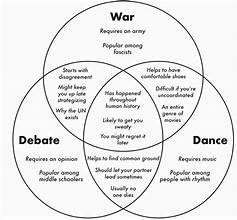 War
Requires an army
Popular among
fascists
Starts with
disagreement
Might keep
you up late
strategizing
Why the UN
exists
Helps to have
comfortable shoes
Difficult if you're
uncoordinated
An entire
genre of
movies
Has happened
throughout
human history
Likely to get you
sweaty
You might regret it
later
Debate
Requires an opinion
Popular among
middle schoolers
Helps to find common ground
Should let your partner
lead sometimes
Usually no
one dies
Dance
Requires music
Popular among
people with rhythm